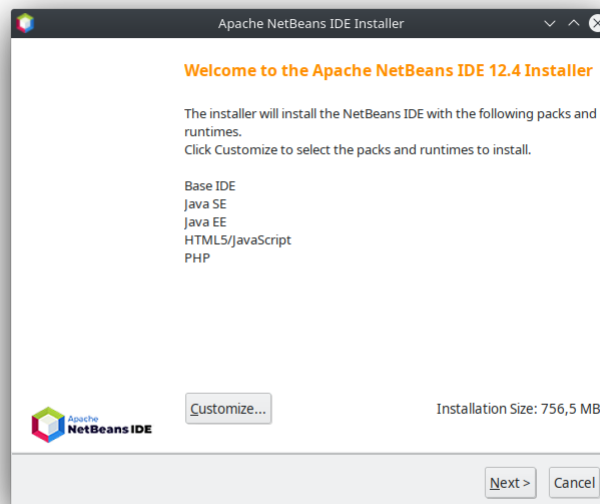 Apache NetBeans IDE Installer
Welcome to the Apache NetBeans IDE 12.4 Installer
The installer will install the NetBeans IDE with the following packs and
runtimes.
Click Customize to select the packs and runtimes to install.
Base IDE
Java SE
Java EE
HTML5/JavaScript
PHP
Customize...
Installation Size: 756,5 MB
Apache
NetBeans IDE
Next >
Cancel